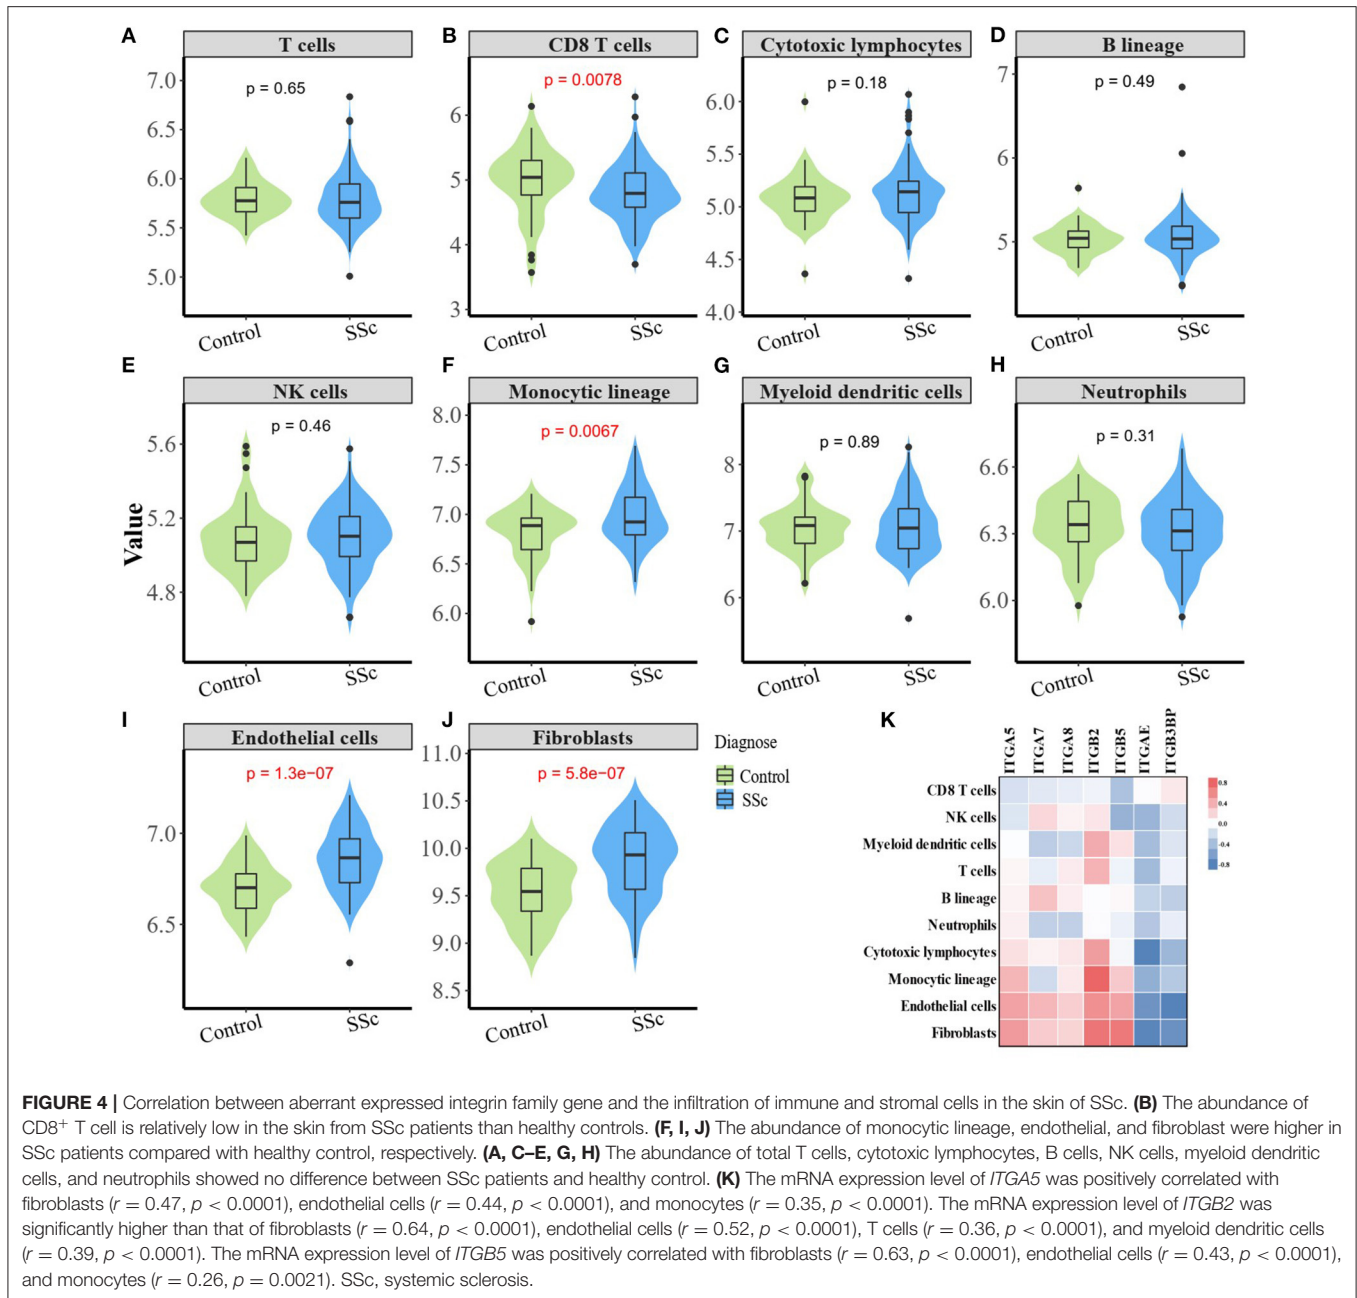 A
T cells
p = 0.65
7.0
6.5
6.0
5.5
5.0
Control
SSc
B
CD8 T cells
p = 0.0078
6
5
4
3
Control
SSc
C
Cytotoxic lymphocytes
p = 0.18
6.0
5.5
5.0
4.5
4.0
Control
SSc
D
B lineage
p = 0.49
7
6
5
Control
SSc
E
NK cells
p = 0.46
5.6
5.2
4.8
Value
Control
SSc
F
Monocytic lineage
p = 0.0067
8.0
7.5
7.0
6.5
6.0
Control
SSc
G
Myeloid dendritic cells
p = 0.89
8
7
6
Control
SSc
H
Neutrophils
p = 0.31
6.6
6.3
6.0
Control
SSc
I
Endothelial cells
p = 1.3e−07
7.0
6.5
Control
SSc
J
Fibroblasts
p = 5.8e−07
11.0
10.5
10.0
9.5
9.0
8.5
Control
SSc
Diagnose
Control
SSc
K
ITGA5
ITGA7
ITGA8
ITGB2
ITGB5
ITGAE
ITGB3BP
CD8 T cells
NK cells
Myeloid dendritic cells
T cells
B lineage
Neutrophils
Cytotoxic lymphocytes
Monocytic lineage
Endothelial cells
Fibroblasts
0.8
0.4
0.0
-0.4
-0.8
FIGURE 4 | Correlation between aberrant expressed integrin family gene and the infiltration of immune and stromal cells in the skin of SSc. (B) The abundance of
CD8+ T cell is relatively low in the skin from SSc patients than healthy controls. (F, I, J) The abundance of monocytic lineage, endothelial, and fibroblast were higher in
SSc patients compared with healthy control, respectively. (A, C–E, G, H) The abundance of total T cells, cytotoxic lymphocytes, B cells, NK cells, myeloid dendritic
cells, and neutrophils showed no difference between SSc patients and healthy control. (K) The mRNA expression level of ITGA5 was positively correlated with
fibroblasts (r = 0.47, p < 0.0001), endothelial cells (r = 0.44, p < 0.0001), and monocytes (r = 0.35, p < 0.0001). The mRNA expression level of ITGB2 was
significantly higher than that of fibroblasts (r = 0.64, p < 0.0001), endothelial cells (r = 0.52, p < 0.0001), T cells (r = 0.36, p < 0.0001), and myeloid dendritic cells
(r = 0.39, p < 0.0001). The mRNA expression level of ITGB5 was positively correlated with fibroblasts (r = 0.63, p < 0.0001), endothelial cells (r = 0.43, p < 0.0001),
and monocytes (r = 0.26, p = 0.0021). SSc, systemic sclerosis.